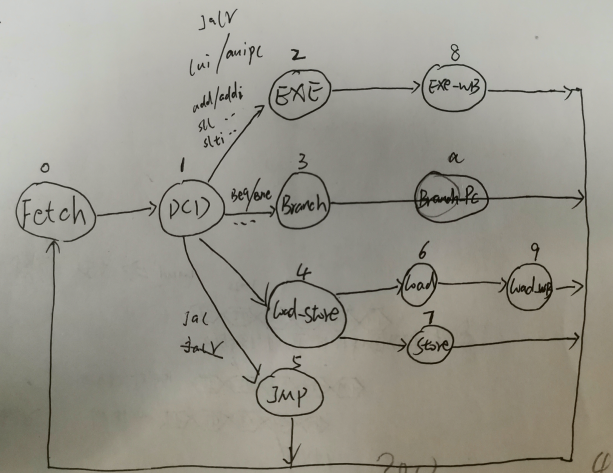 Jalr
lui/auipc
add/addi
sll ...
slti ...
0
Fetch
1
DCD
2
EXE
8
EXE-WB
Beq/Bne
...
3
Branch
a
Branch PC
4
Load-Store
6
Load
9
Load-WB
7
Store
Jal
Jalr
5
JMP